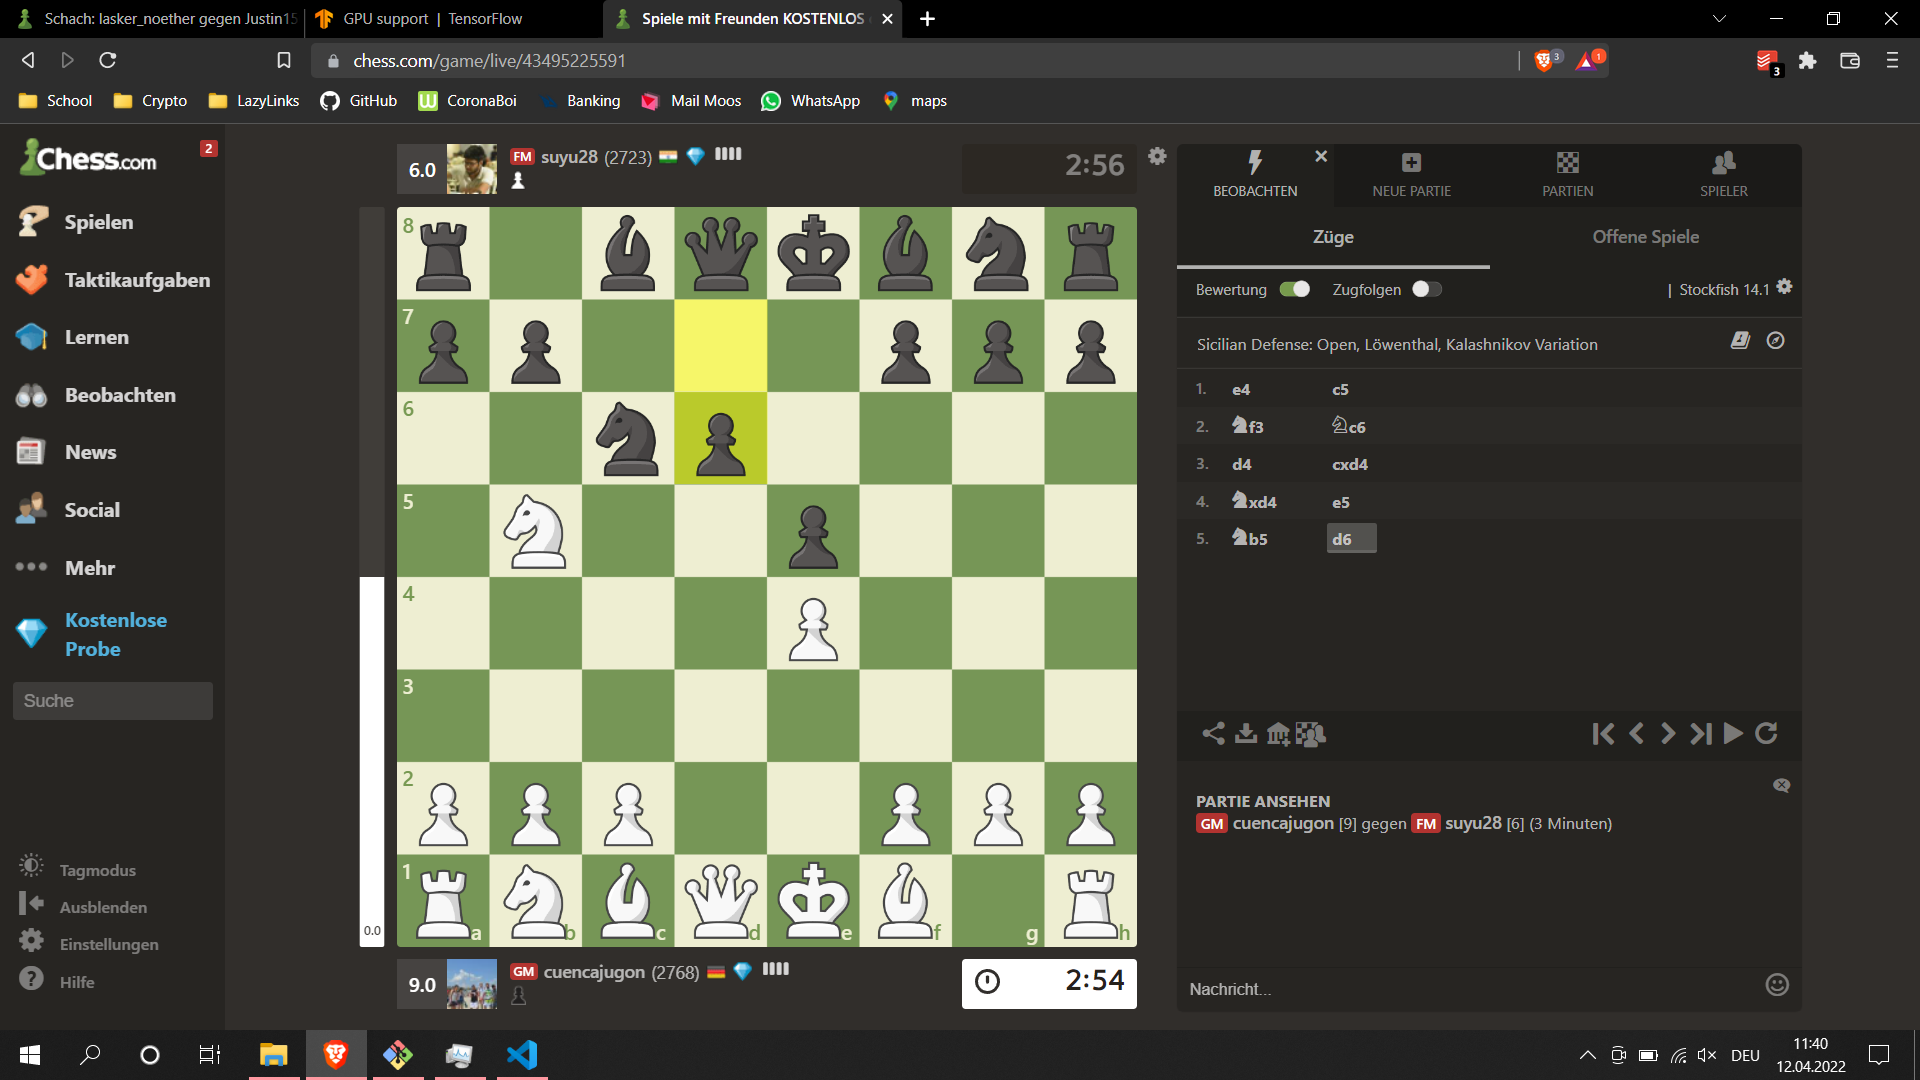 Schach: lasker_noether gegen Justin15
GPU support | TensorFlow
Spiele mit Freunden KOSTENLOS
chess.com/game/live/43495225591
3
1
3
School
Crypto
LazyLinks
GitHub
CoronaBoi
Banking
Mail Moos
WhatsApp
maps
Chess.com
2
Spielen
Taktikaufgaben
Lernen
Beobachten
News
Social
Mehr
Kostenlose
Probe
Suche
Tagmodus
Ausblenden
Einstellungen
Hilfe
6.0
FM suyu28 (2723)
2:56
8
7
6
5
4
3
2
1
a b c d e f g h
0.0
9.0
GM cuencajugon (2768)
2:54
BEOBACHTEN
NEUE PARTIE
PARTIEN
SPIELER
Züge
Offene Spiele
Bewertung
Zugfolgen
| Stockfish 14.1
Sicilian Defense: Open, Löwenthal, Kalashnikov Variation
1. e4 c5
2. f3 c6
3. d4 cxd4
4. xd4 e5
5. b5 d6
PARTIE ANSEHEN
GM cuencajugon [9] gegen FM suyu28 [6] (3 Minuten)
Nachricht...
DEU
11:40
12.04.2022